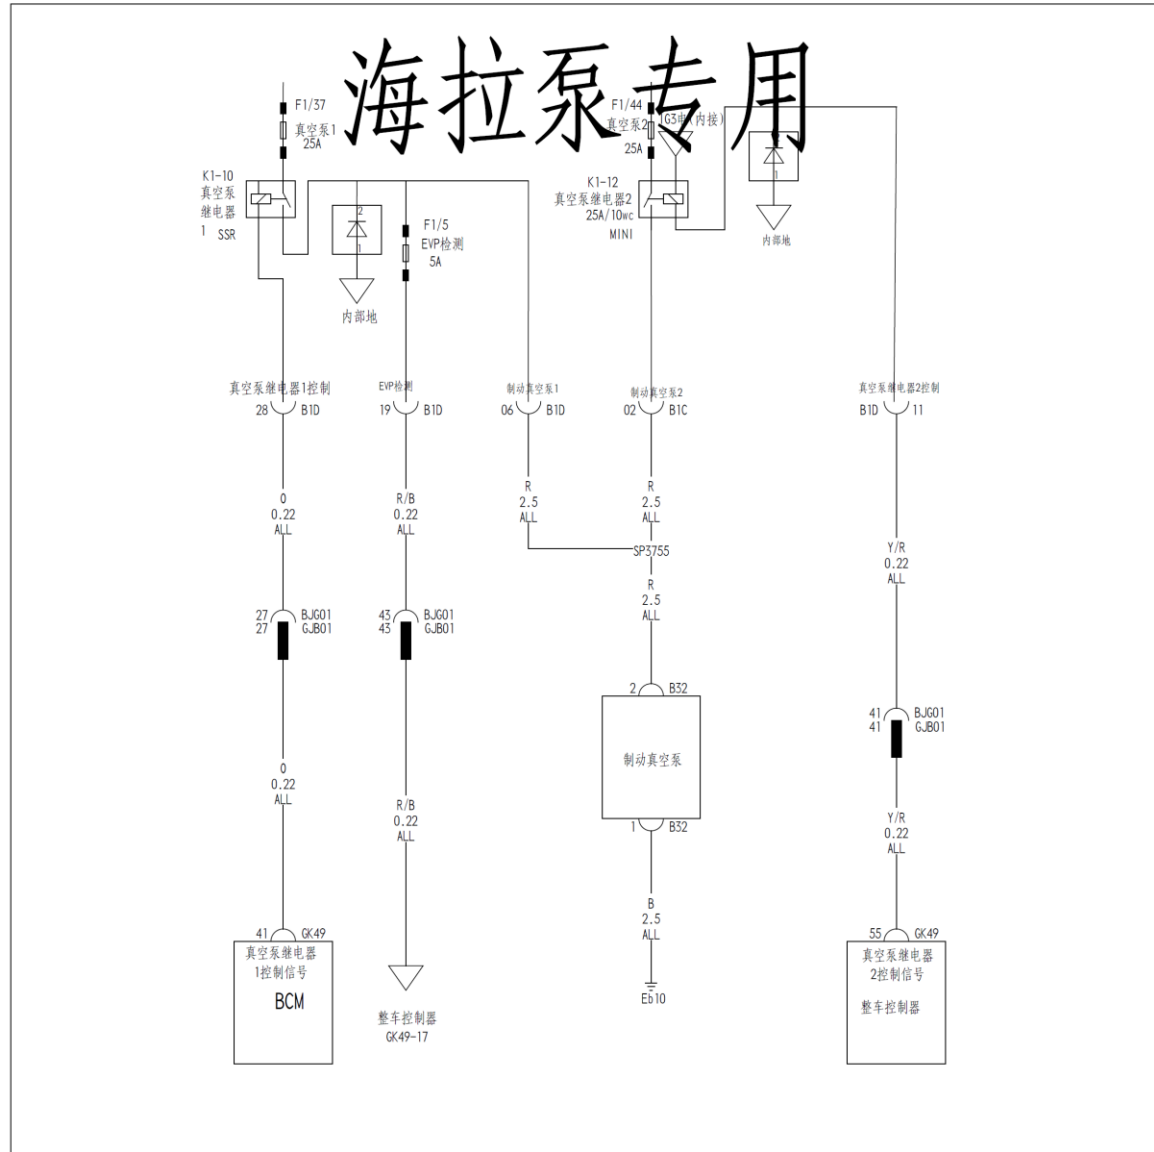 海拉泵专用
F1/37
真空泵1
25A
F1/44
真空泵2
25A
IG3电(内接)
2
1
K1-10
真空泵
继电器
1 SSR
K1-12
真空泵继电器2
25A/10WC
MINI
2
1
F1/5
EVP检测
5A
内部地
内部地
真空泵继电器1控制
28 B1D
EVP检测
19 B1D
制动真空泵1
06 B1D
制动真空泵2
02 B1C
真空泵继电器2控制
B1D 11
O
0.22
ALL
R/B
0.22
ALL
R
2.5
ALL
R
2.5
ALL
SP3755
R
2.5
ALL
Y/R
0.22
ALL
27 BJG01
27 GJB01
43 BJG01
43 GJB01
2 B32
制动真空泵
1 B32
41 BJG01
41 GJB01
O
0.22
ALL
R/B
0.22
ALL
Y/R
0.22
ALL
B
2.5
ALL
Eb10
41 GK49
真空泵继电器
1控制信号
BCM
整车控制器
GK49-17
55 GK49
真空泵继电器
2控制信号
整车控制器